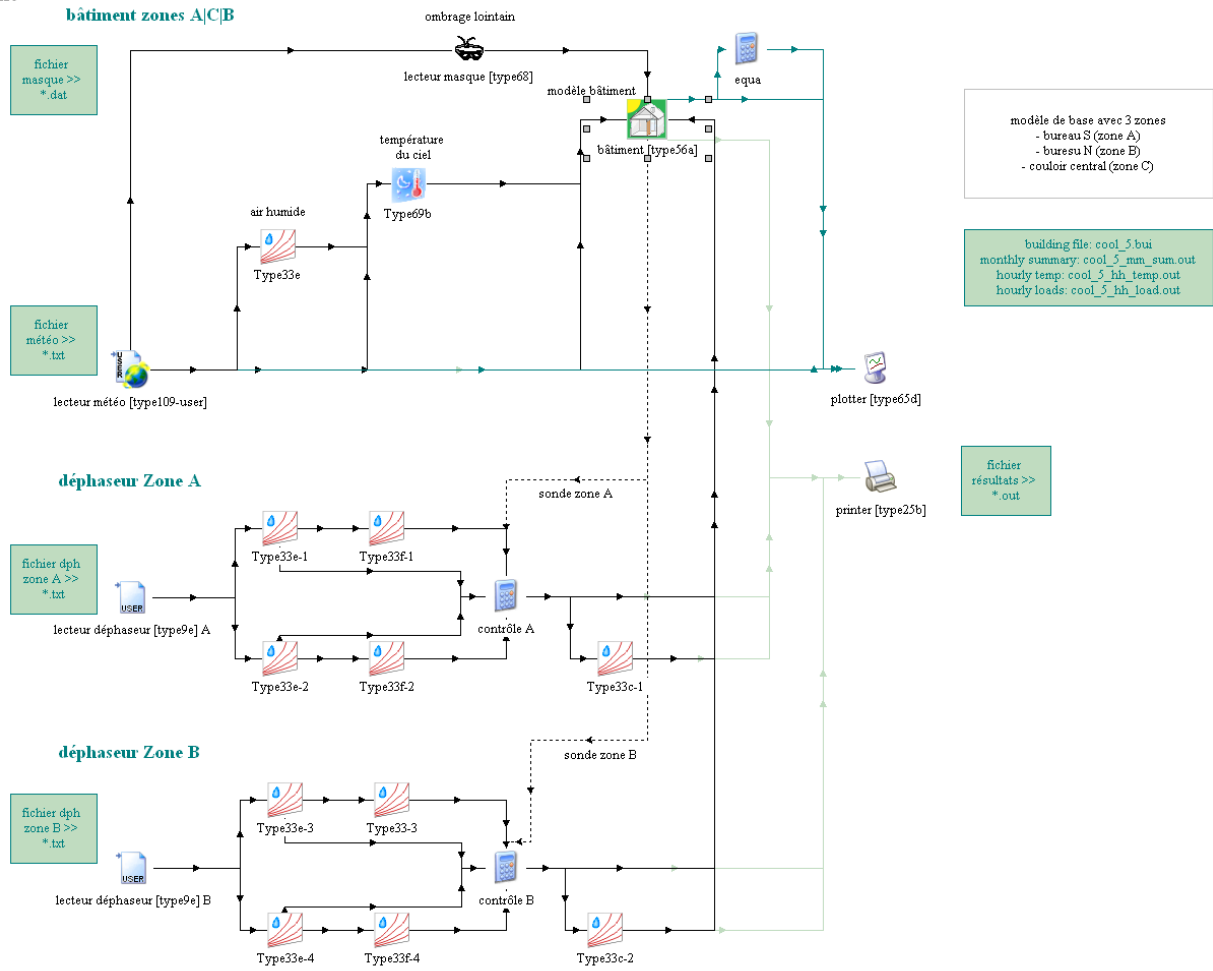 bâtiment zones A|C|B
ombrage lointain
fichier
masque >>
*.dat
lecteur masque [type68]
equa
modèle bâtiment
modèle de base avec 3 zones
- bureau S (zone A)
- buresu N (zone B)
- couloir central (zone C)
température
du ciel
bâtiment [type56a]
Type69b
air humide
Type33e
building file: cool_5.bui
monthly summary: cool_5_mm_sum.out
hourly temp: cool_5_hh_temp.out
hourly loads: cool_5_hh_load.out
fichier
météo >>
*.txt
lecteur météo [type109-user]
plotter [type65d]
déphaseur Zone A
sonde zone A
fichier
résultats >>
*.out
printer [type25b]
Type33e-1
Type33f-1
fichier dph
zone A >>
*.txt
USER
lecteur déphaseur [type9e] A
contrôle A
Type33e-2
Type33f-2
Type33c-1
déphaseur Zone B
sonde zone B
fichier dph
zone B >>
*.txt
Type33e-3
Type33-3
USER
lecteur déphaseur [type9e] B
contrôle B
Type33e-4
Type33f-4
Type33c-2